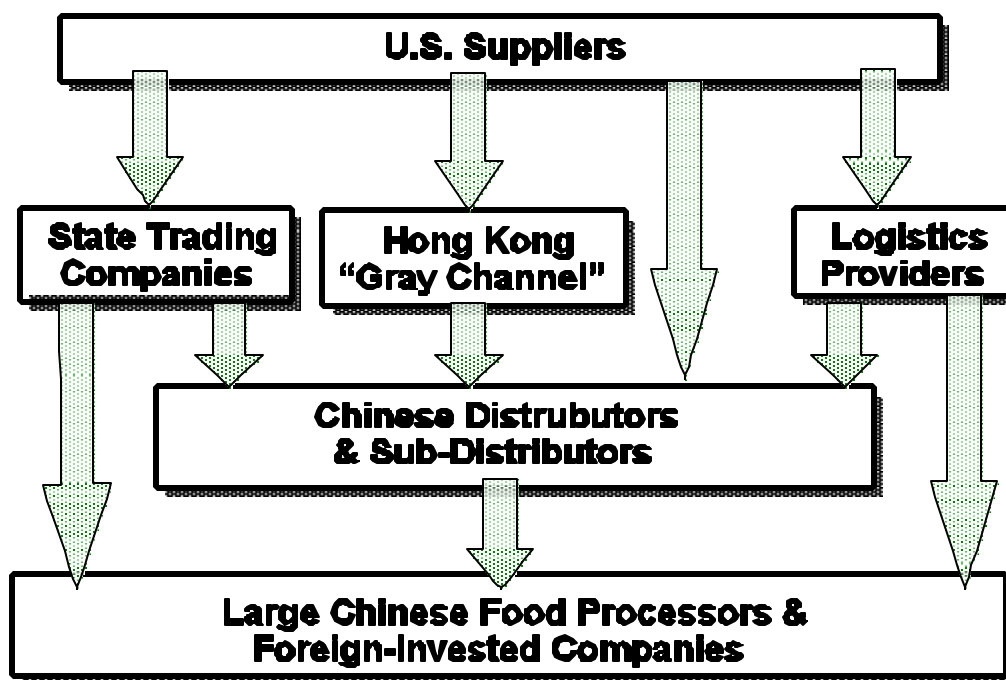 U.S. Suppliers
State Trading
Companies
Hong Kong
“Gray Channel”
Logistics
Providers
Chinese Distrubutors
& Sub-Distributors
Large Chinese Food Processors &
Foreign-Invested Companies